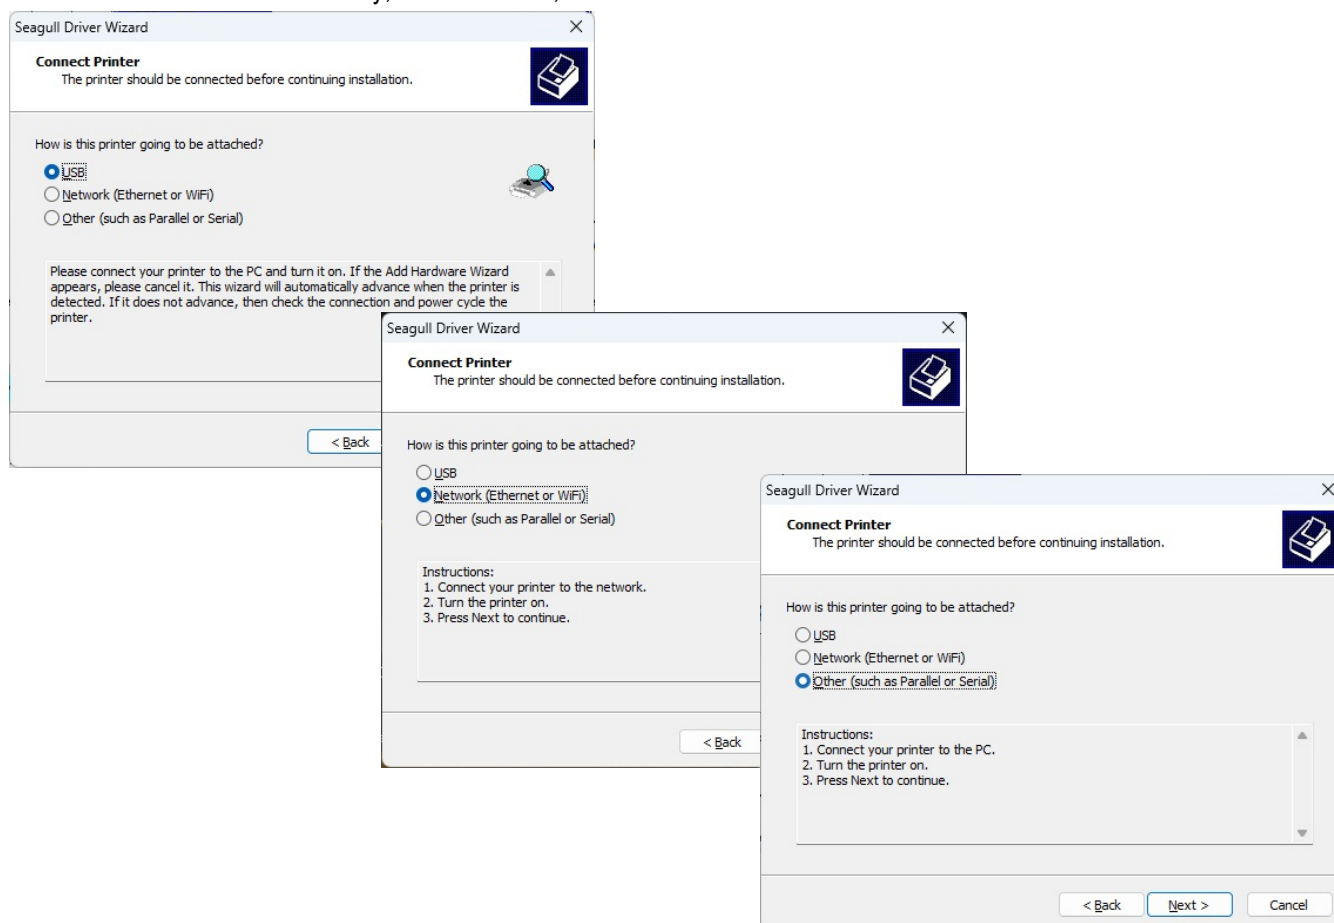 Seagull Driver Wizard
Connect Printer
The printer should be connected before continuing installation.
How is this printer going to be attached?
USB
Network (Ethernet or WiFi)
Other (such as Parallel or Serial)
Please connect your printer to the PC and turn it on. If the Add Hardware Wizard
appears, please cancel it. This wizard will automatically advance when the printer is
detected. If it does not advance, then check the connection and power cycle the
printer.
< Back
Seagull Driver Wizard
Connect Printer
The printer should be connected before continuing installation.
How is this printer going to be attached?
USB
Network (Ethernet or WiFi)
Other (such as Parallel or Serial)
Instructions:
1. Connect your printer to the network.
2. Turn the printer on.
3. Press Next to continue.
< Back
Seagull Driver Wizard
Connect Printer
The printer should be connected before continuing installation.
How is this printer going to be attached?
USB
Network (Ethernet or WiFi)
Other (such as Parallel or Serial)
Instructions:
1. Connect your printer to the PC.
2. Turn the printer on.
3. Press Next to continue.
< Back
Next >
Cancel